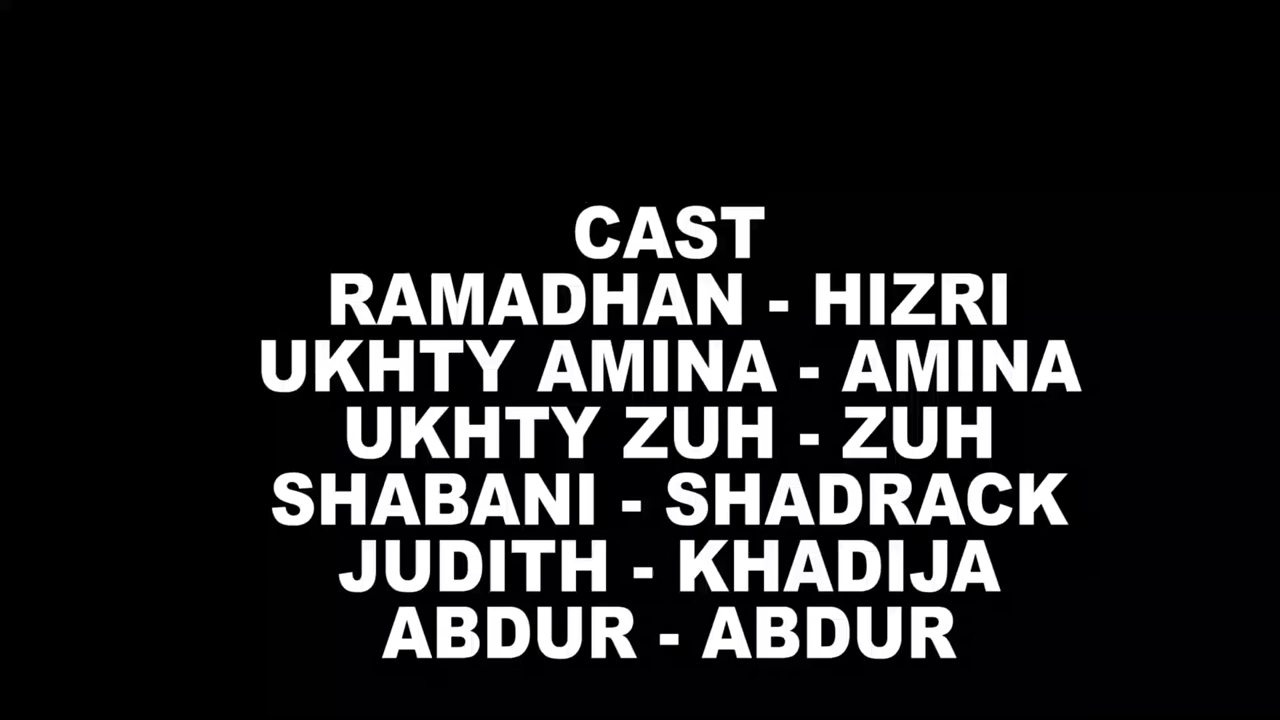 CAST
RAMADHAN - HIZRI
UKHTY AMINA - AMINA
UKHTY ZUH - ZUH
SHABANI - SHADRACK
JUDITH - KHADIJA
ABDUR - ABDUR